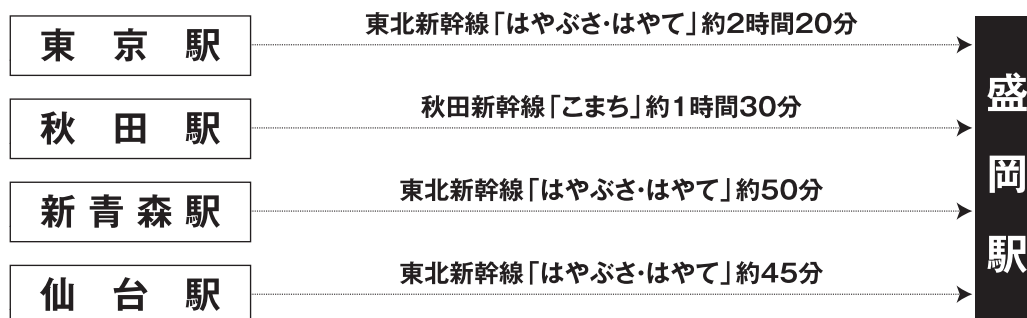 東京駅
東北新幹線「はやぶさ・はやて」約2時間20分
秋田駅
秋田新幹線「こまち」約1時間30分
新青森駅
東北新幹線「はやぶさ・はやて」約50分
仙台駅
東北新幹線「はやぶさ・はやて」約45分
盛岡駅